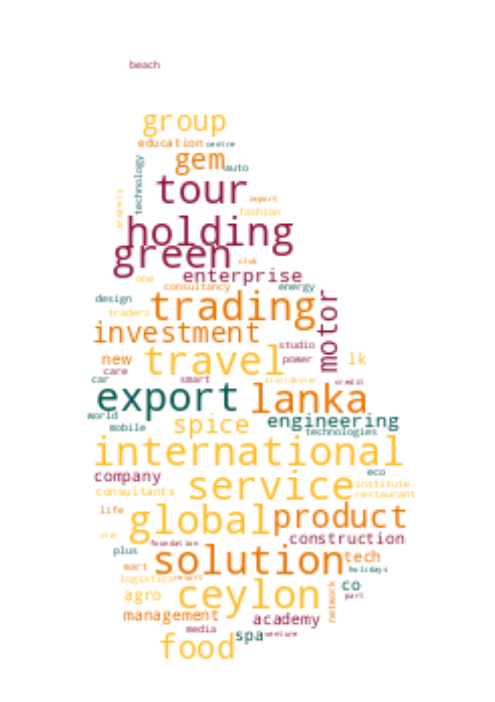 beach
group
education centre
gem auto
technology
tour
property
import
fashion
holding
green
club
enterprise
one consultancy energy
design
trading
traders
motor
investment
studio
new travel power lk
care
car smart distributor credit
export lanka
world spice engineering
mobile technologies
international
company eco
consultants service institute
restaurant
life
global product
star foundation construction
plus
solution tech
mart holidays
logistics resort
agro ceylon network co
part
management academy
media spa venture
food